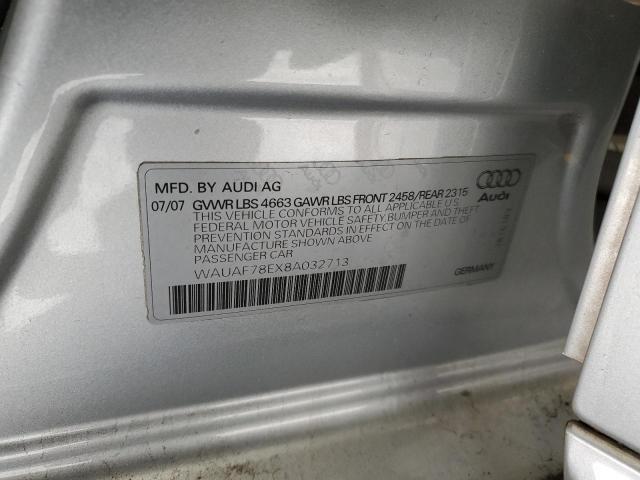 MFD. BY AUDI AG
07/07 GVWR LBS 4663 GAWR LBS FRONT 2458/REAR 2315
THIS VEHICLE CONFORMS TO ALL APPLICABLE U.S.
FEDERAL MOTOR VEHICLE SAFETY, BUMPER AND THEFT
PREVENTION STANDARDS IN EFFECT ON THE DATE OF
MANUFACTURE SHOWN ABOVE
PASSENGER CAR
WAUAF78EX8A032713
Audi
GERMANY